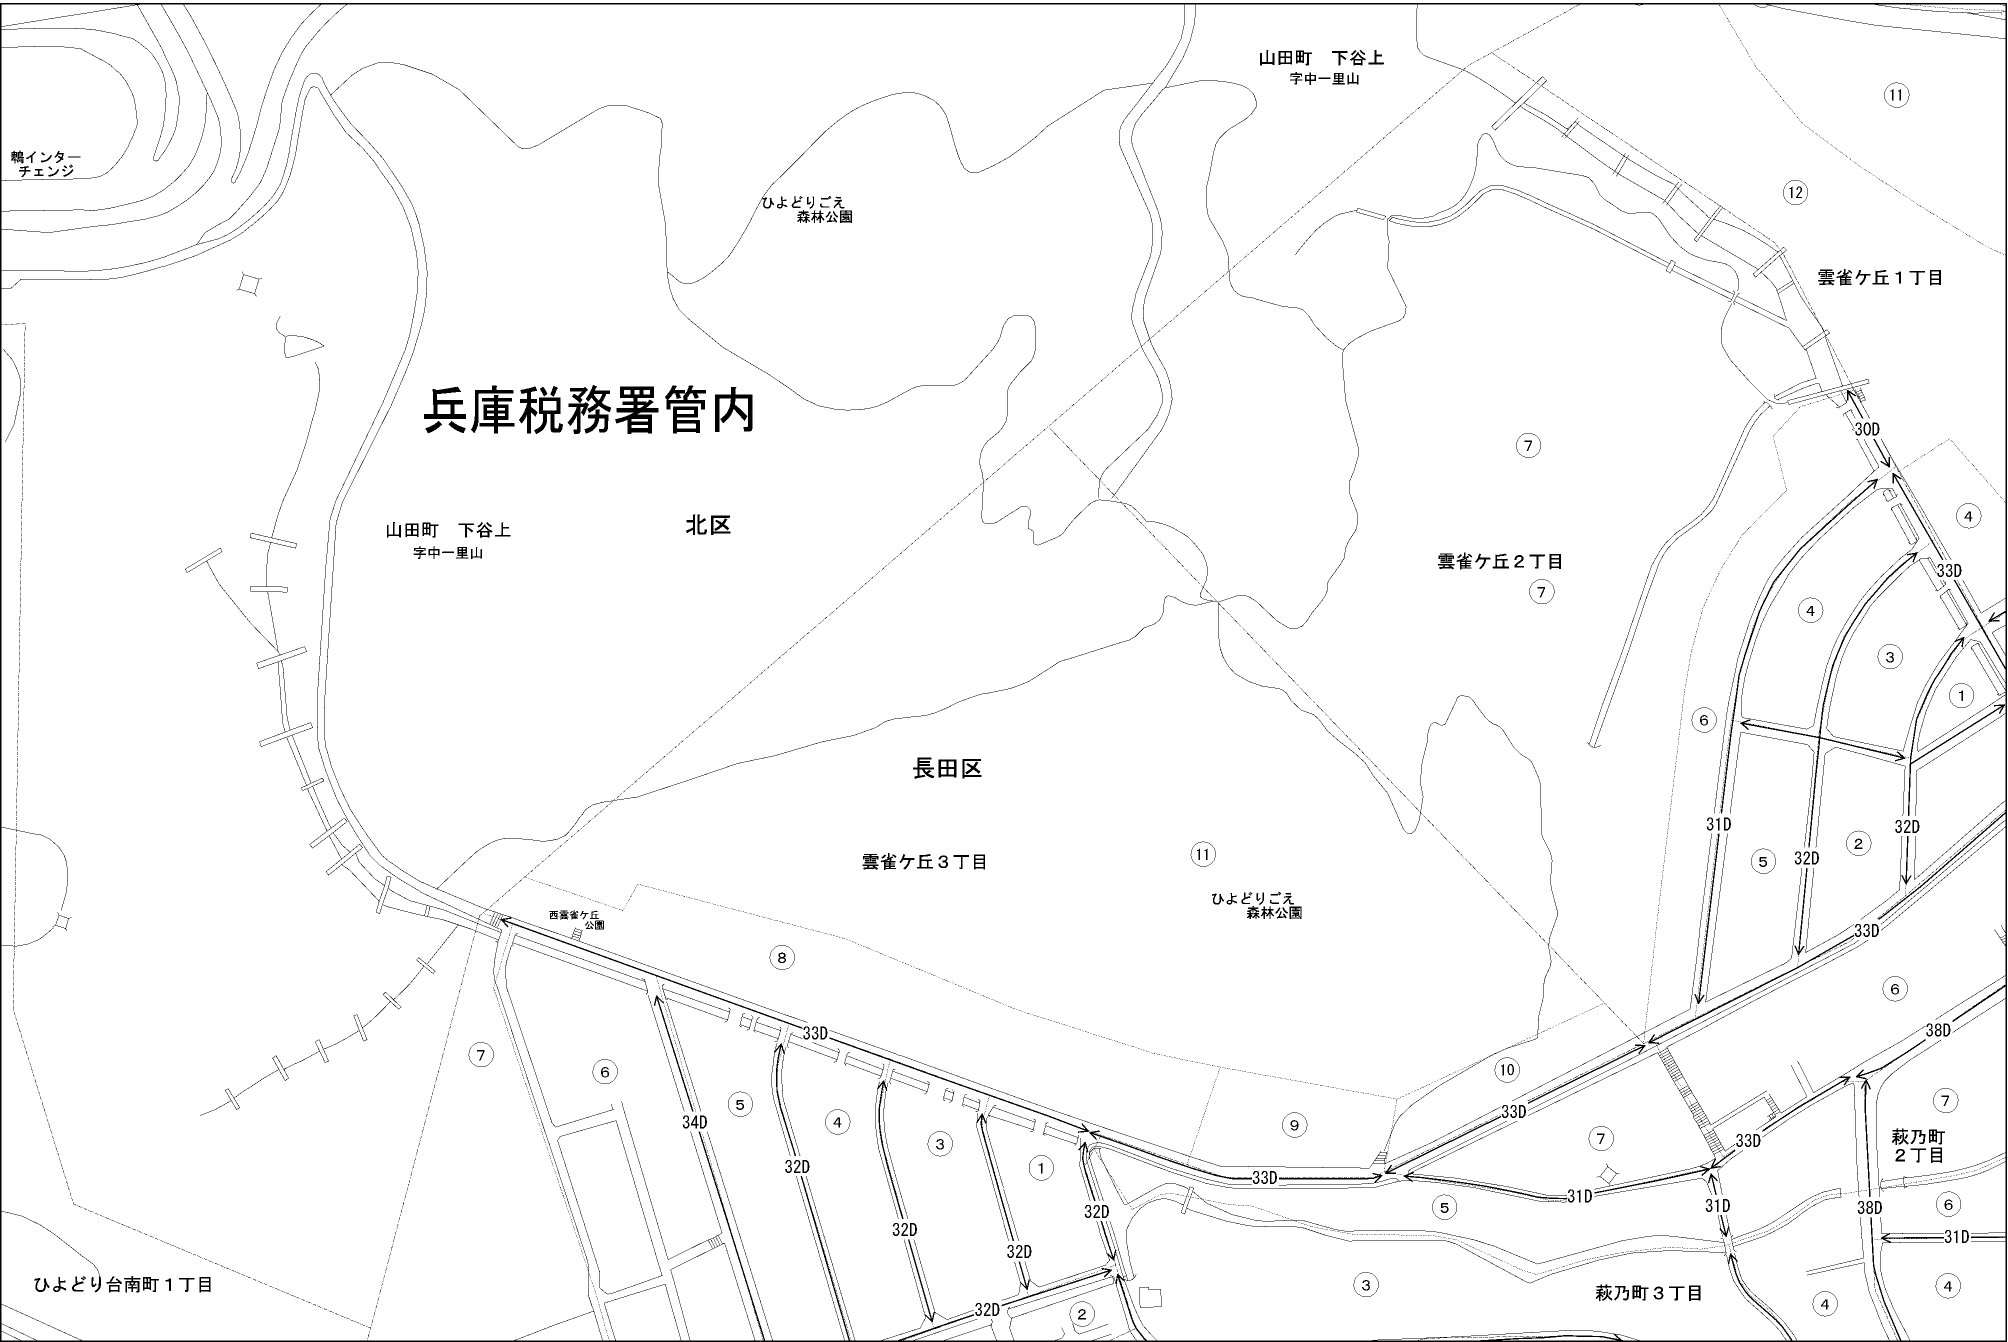 山田町　下谷上
字中一里山
⑪
鵯インター
チェンジ
ひよどりごえ
森林公園
⑫
雲雀ケ丘１丁目
兵庫税務署管内
30D
⑦
山田町　下谷上
字中一里山
北区
④
雲雀ケ丘２丁目
33D
⑦
④
③
①
⑥
長田区
31D
32D
32D
②
⑤
雲雀ケ丘３丁目
⑪
ひよどりごえ
森林公園
西雲雀ケ丘
公園
33D
⑧
⑥
33D
38D
⑦
⑥
⑩
⑤
33D
⑦
34D
④
⑨
③
⑦
33D
萩乃町
２丁目
32D
①
33D
31D
31D
⑤
38D
⑥
32D
32D
32D
31D
ひよどり台南町１丁目
③
萩乃町３丁目
④
④
32D
②